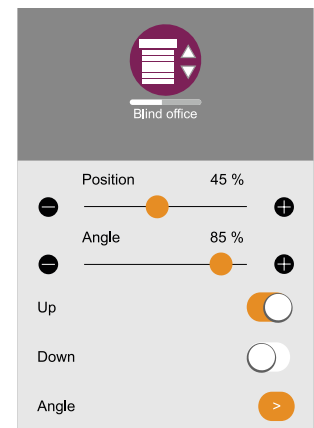 Blind office
Position 45 %
Angle 85 %
Up
Down
Angle >